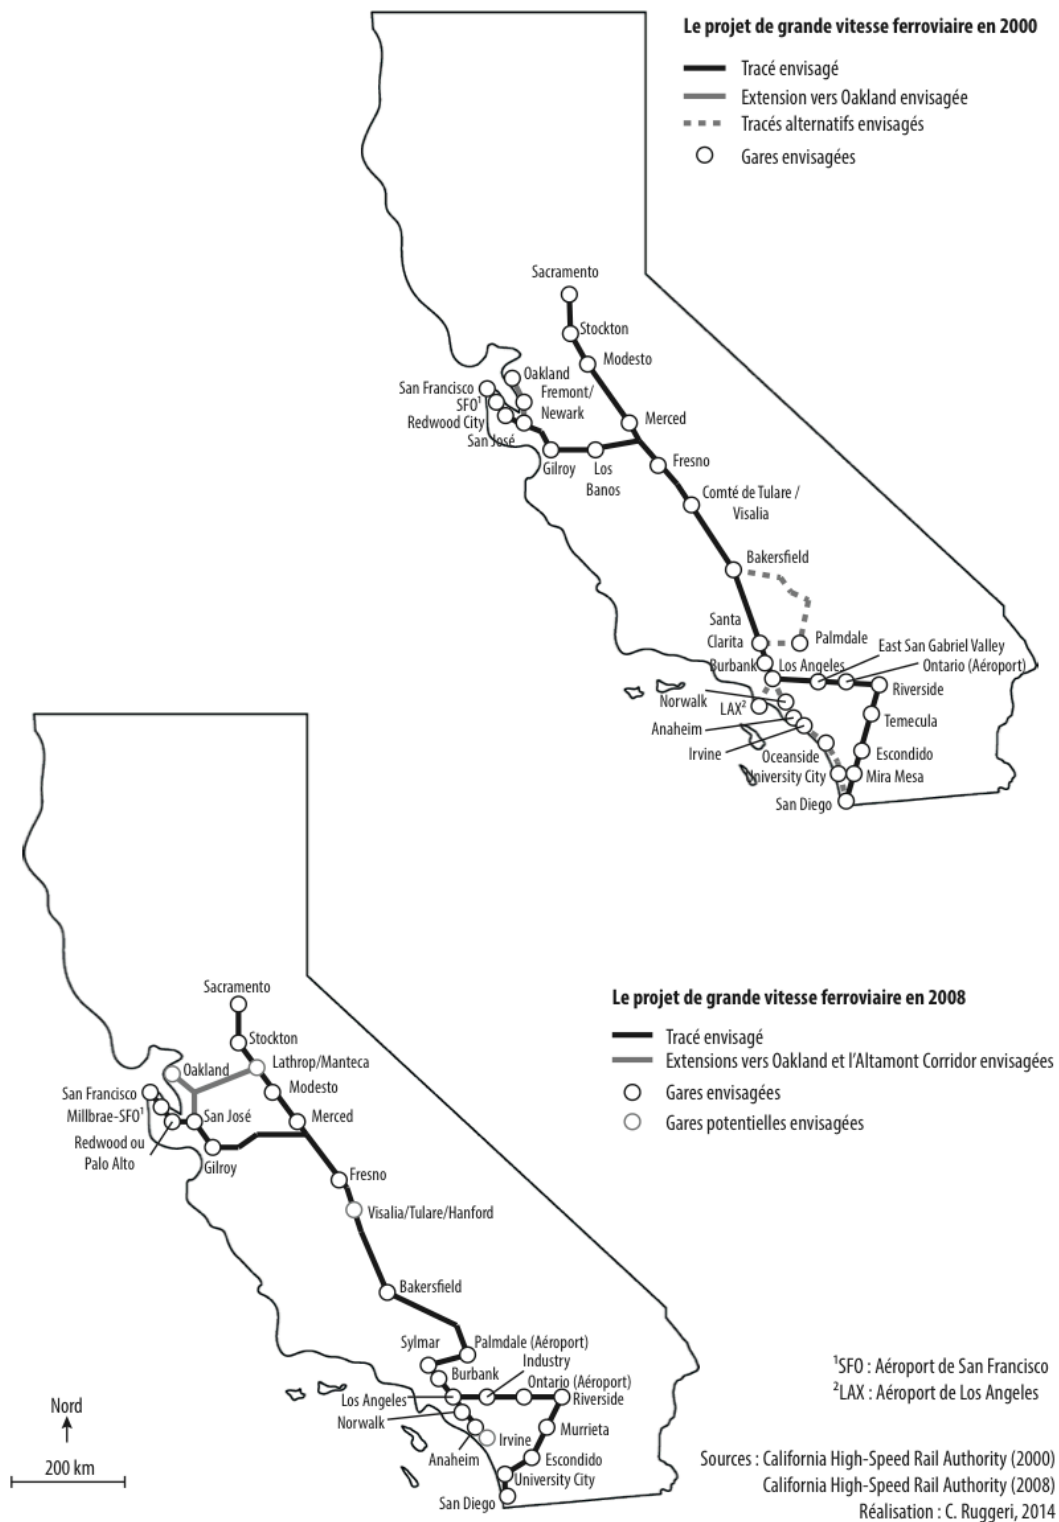 Le projet de grande vitesse ferroviaire en 2000
Tracé envisagé
Extension vers Oakland envisagée
Tracés alternatifs envisagés
Gares envisagées
Sacramento
Stockton
Modesto
Oakland
San Francisco
Fremont/
Newark
SFO¹
Redwood City
San José
Merced
Gilroy
Los
Banos
Fresno
Comté de Tulare /
Visalia
Bakersfield
Santa
Clarita
Palmdale
East San Gabriel Valley
Burbank
Los Angeles
Ontario (Aéroport)
Riverside
Norwalk
LAX²
Temecula
Anaheim
Irvine
Escondido
Oceanside
University City
Mira Mesa
San Diego
Le projet de grande vitesse ferroviaire en 2008
Tracé envisagé
Extensions vers Oakland et l'Altamont Corridor envisagées
Gares envisagées
Gares potentielles envisagées
Sacramento
Stockton
Lathrop/Manteca
Oakland
Modesto
San Francisco
Millbrae-SFO¹
San José
Merced
Redwood ou
Palo Alto
Gilroy
Fresno
Visalia/Tulare/Hanford
Bakersfield
Sylmar
Palmdale (Aéroport)
Industry
Burbank
Ontario (Aéroport)
Los Angeles
Riverside
Norwalk
Murrieta
Irvine
Anaheim
Escondido
University City
San Diego
Nord
200 km
¹SFO : Aéroport de San Francisco
²LAX : Aéroport de Los Angeles
Sources : California High-Speed Rail Authority (2000)
California High-Speed Rail Authority (2008)
Réalisation : C. Ruggeri, 2014